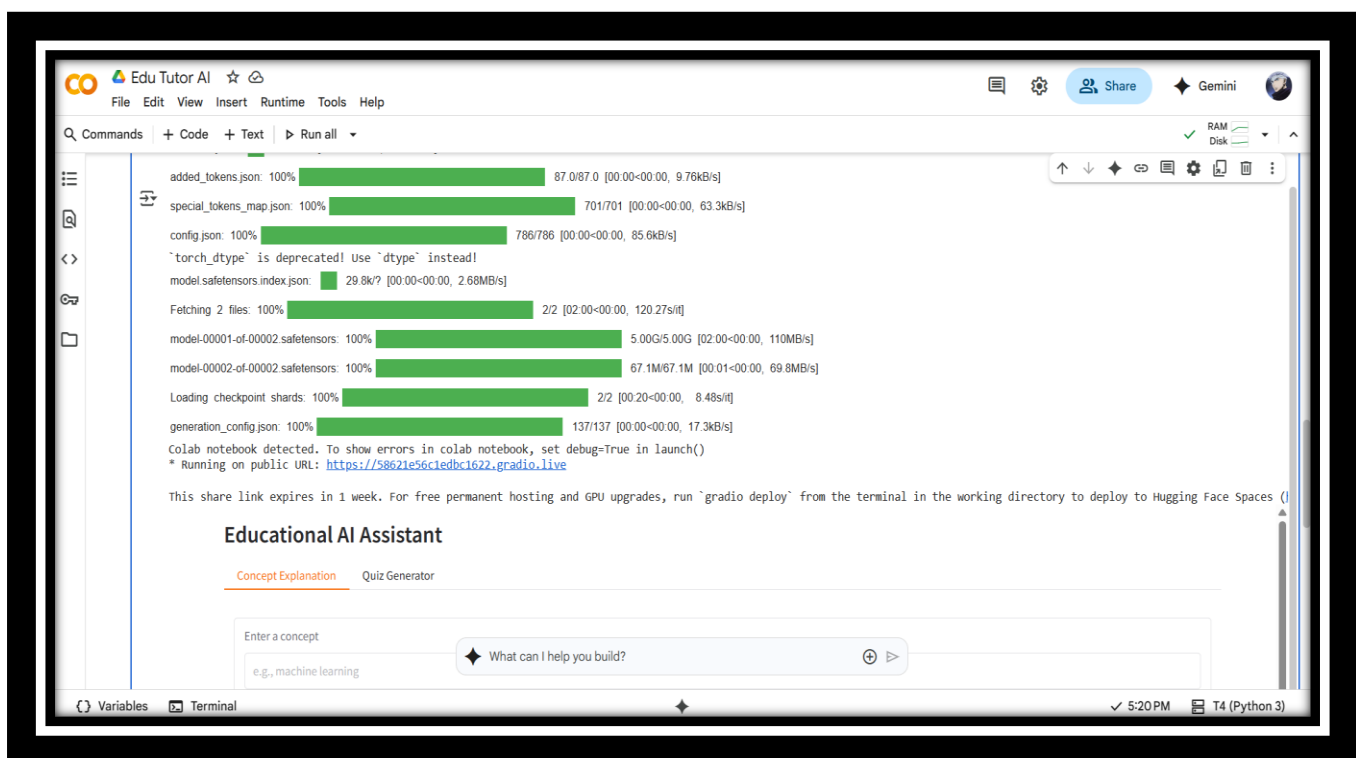 Edu Tutor AI
File Edit View Insert Runtime Tools Help
Share
Gemini
Commands + Code + Text Run all
RAM
Disk
added_tokens.json: 100% 87.0/87.0 [00:00<00:00, 9.76kB/s]
special_tokens_map.json: 100% 701/701 [00:00<00:00, 63.3kB/s]
config.json: 100% 786/786 [00:00<00:00, 85.6kB/s]
`torch_dtype` is deprecated! Use `dtype` instead!
model.safetensors.index.json: 29.8k/? [00:00<00:00, 2.68MB/s]
Fetching 2 files: 100% 2/2 [02:00<00:00, 120.27s/it]
model-00001-of-00002.safetensors: 100% 5.00G/5.00G [02:00<00:00, 110MB/s]
model-00002-of-00002.safetensors: 100% 67.1M/67.1M [00:01<00:00, 69.8MB/s]
Loading checkpoint shards: 100% 2/2 [00:20<00:00, 8.48s/it]
generation_config.json: 100% 137/137 [00:00<00:00, 17.3kB/s]
Colab notebook detected. To show errors in colab notebook, set debug=True in launch()
* Running on public URL: https://58621e56c1edbc1622.gradio.live
This share link expires in 1 week. For free permanent hosting and GPU upgrades, run `gradio deploy` from the terminal in the working directory to deploy to Hugging Face Spaces (
Educational AI Assistant
Concept Explanation Quiz Generator
Enter a concept
What can I help you build?
e.g., machine learning
Variables Terminal
5:20 PM T4 (Python 3)